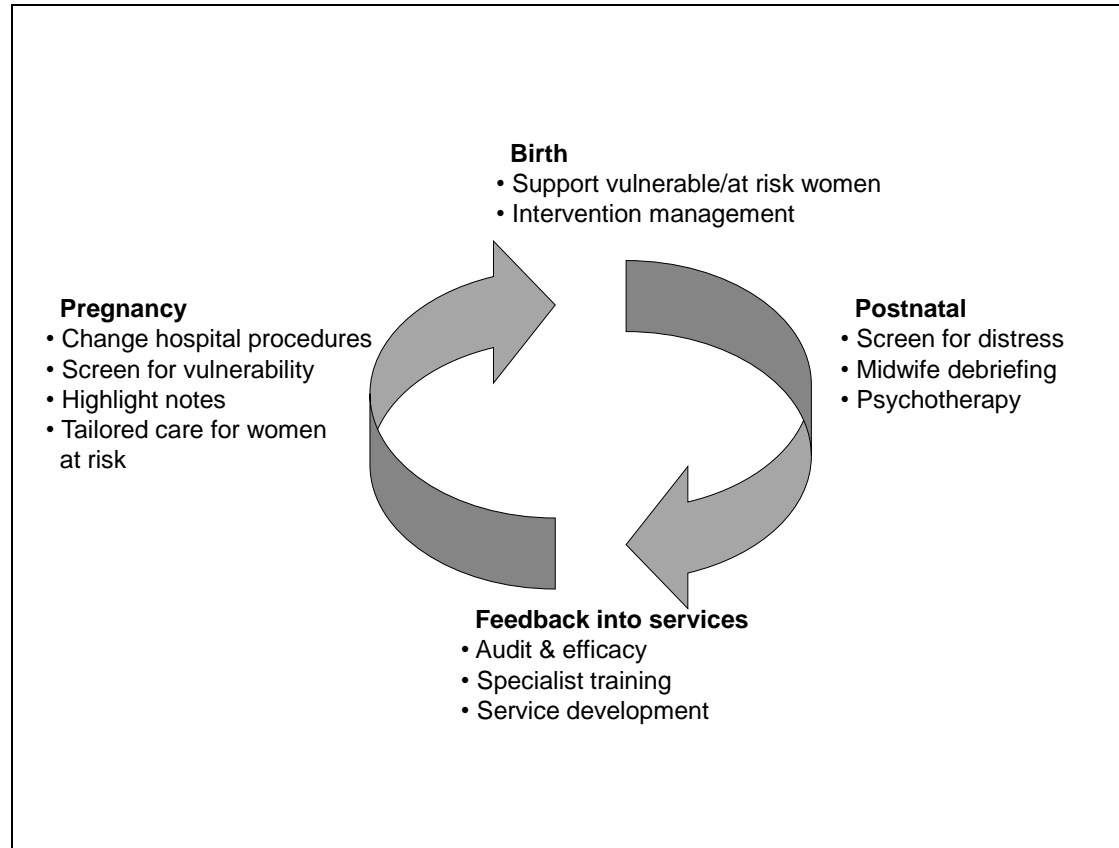 Birth
• Support vulnerable/at risk women
• Intervention management
Pregnancy
• Change hospital procedures
• Screen for vulnerability
• Highlight notes
• Tailored care for women
at risk
Postnatal
• Screen for distress
• Midwife debriefing
• Psychotherapy
Feedback into services
• Audit & efficacy
• Specialist training
• Service development